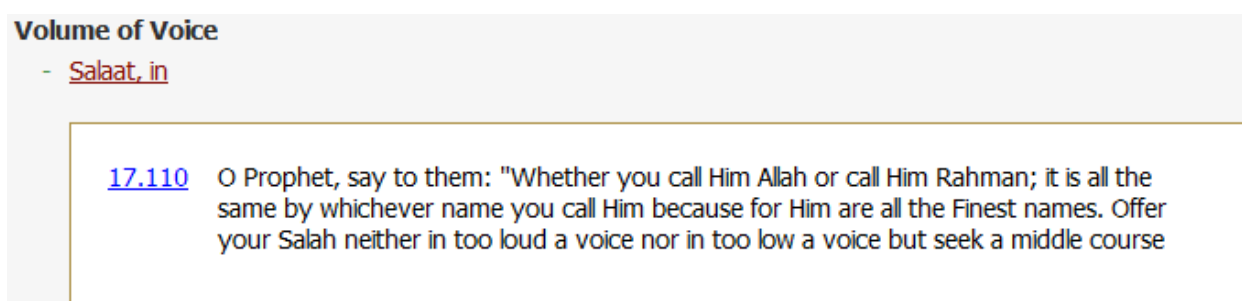 Volume of Voice
- Salaat, in
17.110 O Prophet, say to them: "Whether you call Him Allah or call Him Rahman; it is all the
same by whichever name you call Him because for Him are all the Finest names. Offer
your Salah neither in too loud a voice nor in too low a voice but seek a middle course